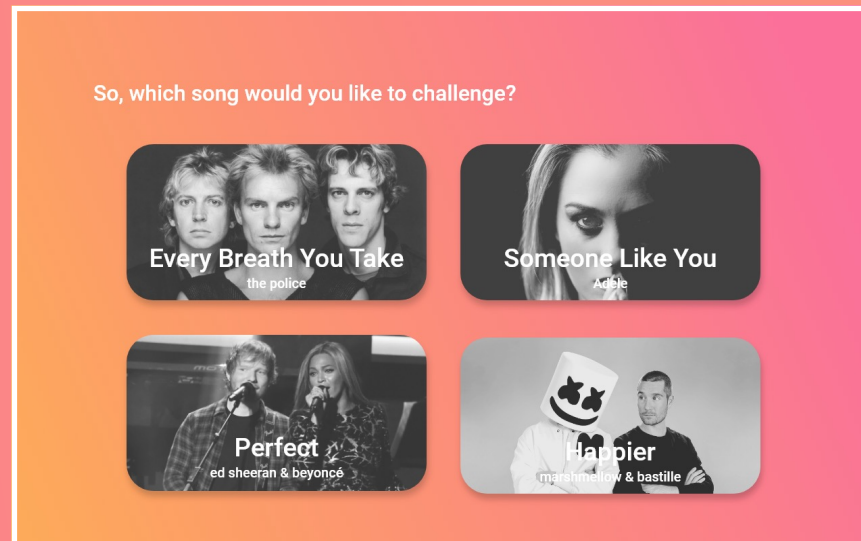 So, which song would you like to challenge?
Every Breath You Take
the police
Someone Like You
Adele
Perfect
ed sheeran & beyoncé
Happier
marshmellow & bastille